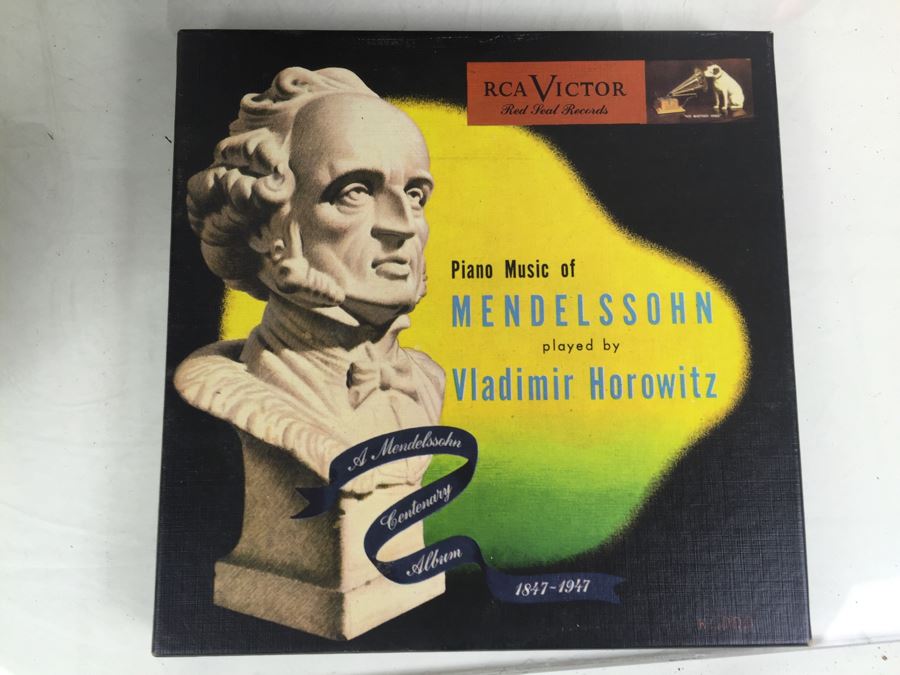 RCA VICTOR
Red Seal Records
Piano Music of
MENDELSSOHN
played by
Vladimir Horowitz
A Mendelssohn
Centenary
Album
1847-1947